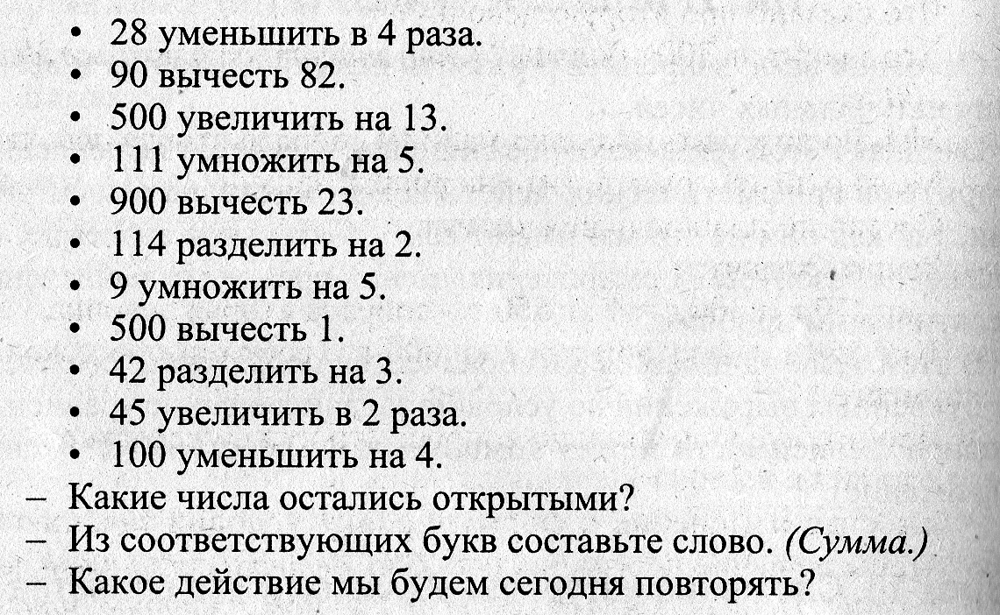 • 28 уменьшить в 4 раза.
• 90 вычесть 82.
• 500 увеличить на 13.
• 111 умножить на 5.
• 900 вычесть 23.
• 114 разделить на 2.
• 9 умножить на 5.
• 500 вычесть 1.
• 42 разделить на 3.
• 45 увеличить в 2 раза.
• 100 уменьшить на 4.
– Какие числа остались открытыми?
– Из соответствующих букв составьте слово. (Сумма.)
– Какое действие мы будем сегодня повторять?